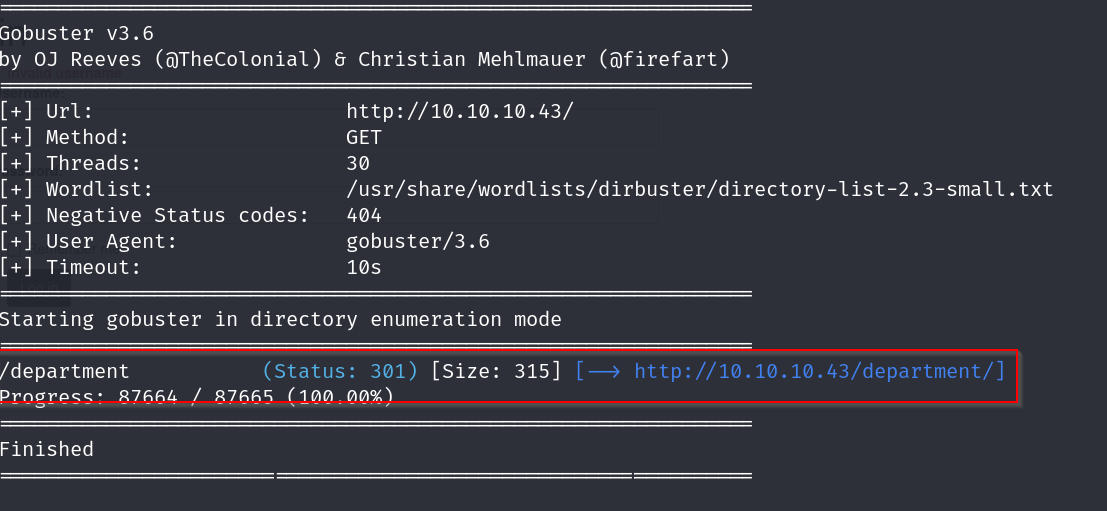 ===============================================================
Gobuster v3.6
by OJ Reeves (@TheColonial) & Christian Mehlmauer (@firefart)
===============================================================
[+] Url:                     http://10.10.10.43/
[+] Method:                  GET
[+] Threads:                 30
[+] Wordlist:                /usr/share/wordlists/dirbuster/directory-list-2.3-small.txt
[+] Negative Status codes:   404
[+] User Agent:              gobuster/3.6
[+] Timeout:                 10s
===============================================================
Starting gobuster in directory enumeration mode
===============================================================
/department           (Status: 301) [Size: 315] [--> http://10.10.10.43/department/]
Progress: 87664 / 87665 (100.00%)
===============================================================
Finished
===============================================================